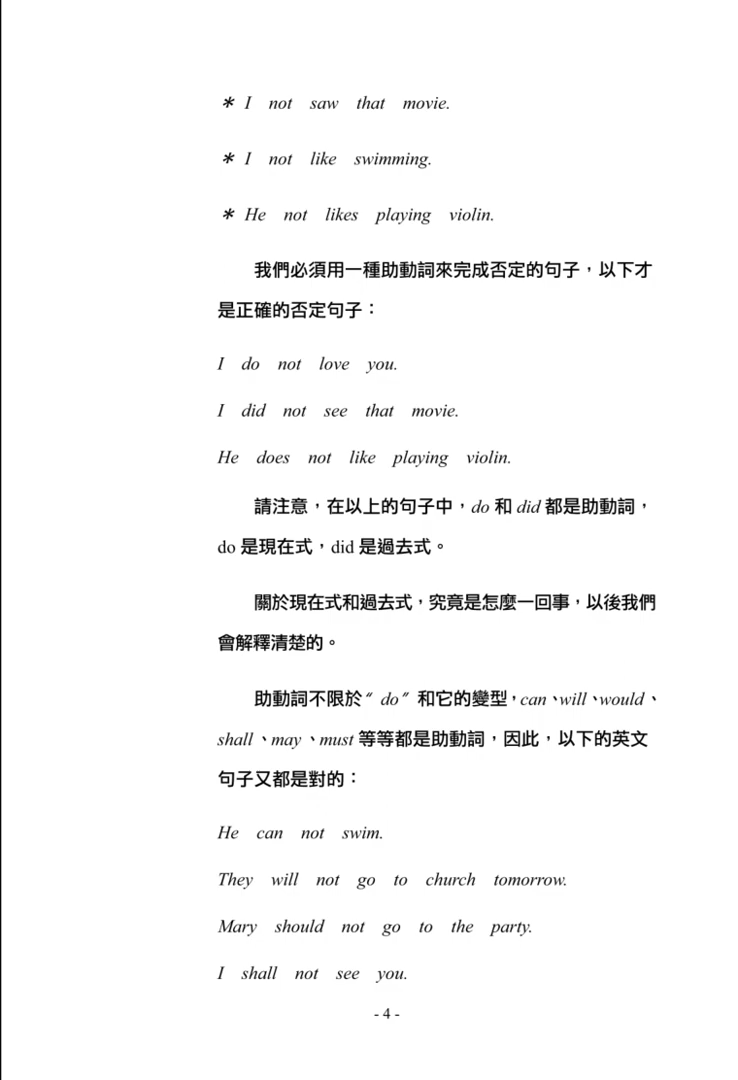 * I not saw that movie.
* I not like swimming.
* He not likes playing violin.
我們必須用一種助動詞來完成否定的句子，以下才
是正確的否定句子：
I do not love you.
I did not see that movie.
He does not like playing violin.
請注意，在以上的句子中，do 和 did 都是助動詞，
do 是現在式，did 是過去式。
關於現在式和過去式，究竟是怎麼一回事，以後我們
會解釋清楚的。
助動詞不限於〞do〞和它的變型，can、will、would、
shall、may、must 等等都是助動詞，因此，以下的英文
句子又都是對的：
He can not swim.
They will not go to church tomorrow.
Mary should not go to the party.
I shall not see you.
- 4 -